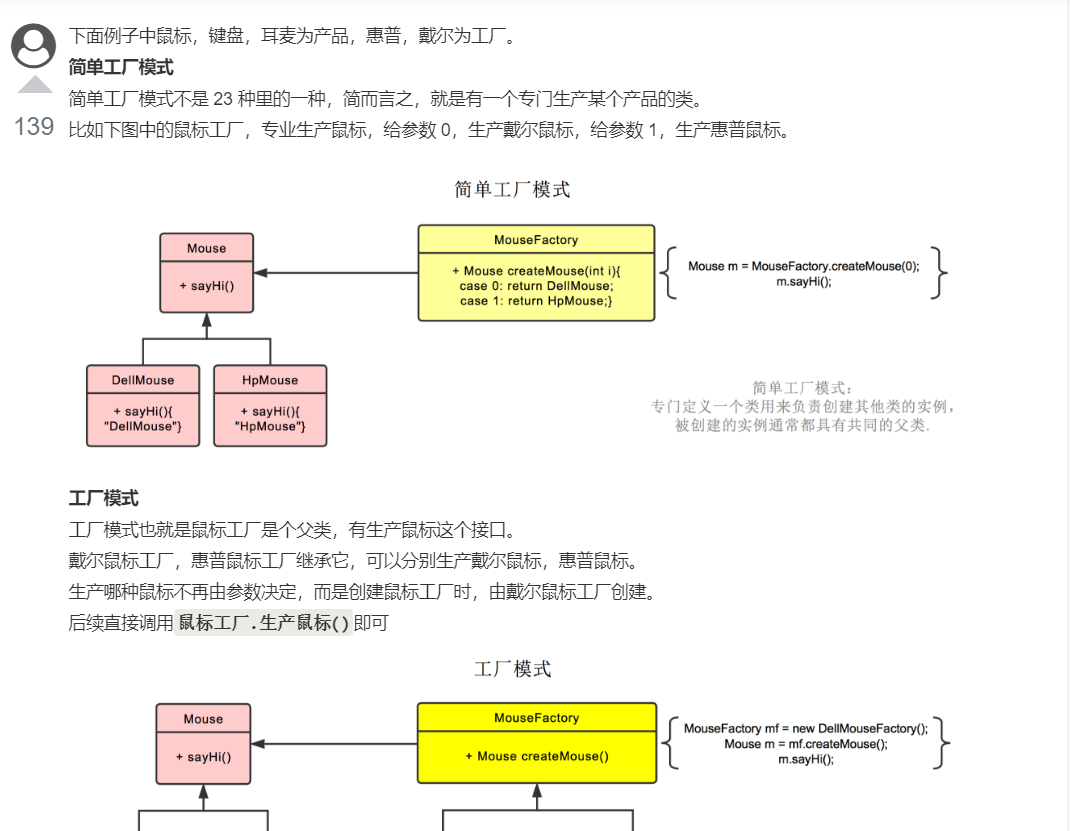 下面例子中鼠标，键盘，耳麦为产品，惠普，戴尔为工厂。
简单工厂模式
简单工厂模式不是 23 种里的一种，简而言之，就是有一个专门生产某个产品的类。
139
比如下图中的鼠标工厂，专业生产鼠标，给参数 0，生产戴尔鼠标，给参数 1，生产惠普鼠标。
简单工厂模式
Mouse
+ sayHi()
MouseFactory
+ Mouse createMouse(int i){
case 0: return DellMouse;
case 1: return HpMouse;}
Mouse m = MouseFactory.createMouse(0);
m.sayHi();
DellMouse
+ sayHi(){
"DellMouse"}
HpMouse
+ sayHi(){
"HpMouse"}
简单工厂模式：
专门定义一个类用来负责创建其他类的实例，
被创建的实例通常都具有共同的父类.
工厂模式
工厂模式也就是鼠标工厂是个父类，有生产鼠标这个接口。
戴尔鼠标工厂，惠普鼠标工厂继承它，可以分别生产戴尔鼠标，惠普鼠标。
生产哪种鼠标不再由参数决定，而是创建鼠标工厂时，由戴尔鼠标工厂创建。
后续直接调用鼠标工厂.生产鼠标()即可
工厂模式
Mouse
+ sayHi()
MouseFactory
+ Mouse createMouse()
MouseFactory mf = new DellMouseFactory();
Mouse m = mf.createMouse();
m.sayHi();